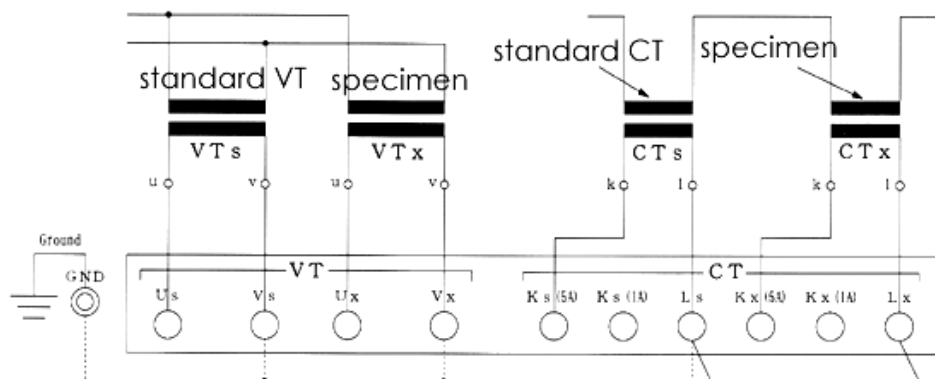 standard VT
specimen
standard CT
specimen
VTs
VTx
CTs
CTx
u
v
u
v
k
l
k
l
Ground
GND
VT
CT
Us
Vs
Ux
Vx
Ks (5A)
Ks (1A)
Ls
Kx (5A)
Kx (1A)
Lx